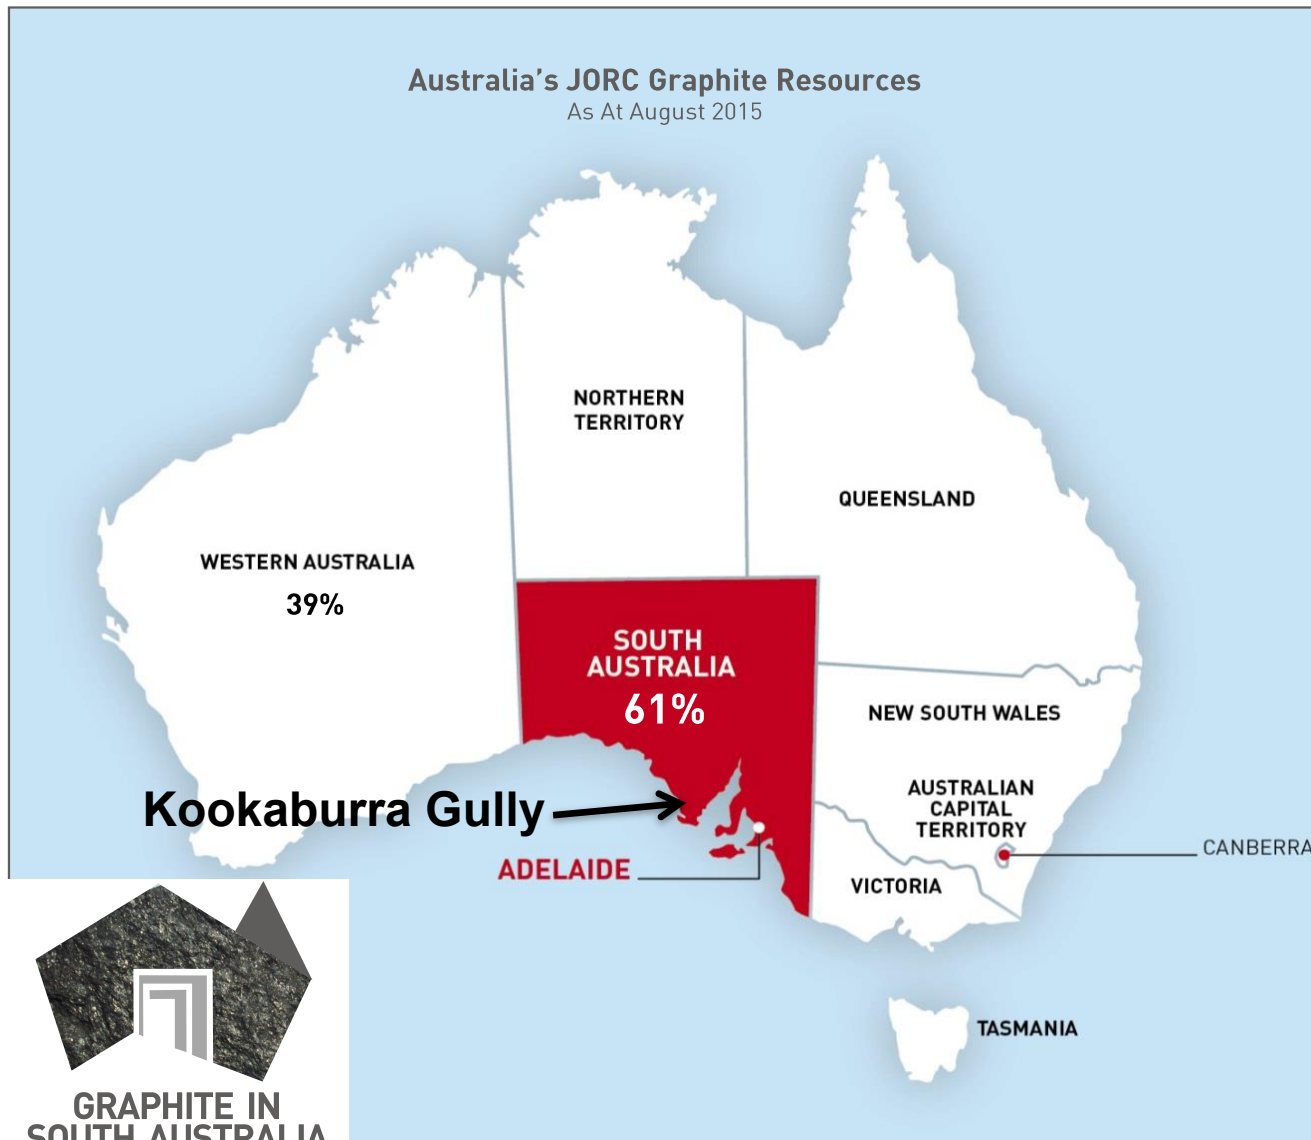 Australia's JORC Graphite Resources
As At August 2015
NORTHERN
TERRITORY
QUEENSLAND
WESTERN AUSTRALIA
39%
SOUTH
AUSTRALIA
61%
NEW SOUTH WALES
AUSTRALIAN
CAPITAL
TERRITORY
Kookaburra Gully
CANBERRA
ADELAIDE
VICTORIA
TASMANIA
GRAPHITE IN
SOUTH AUSTRALIA